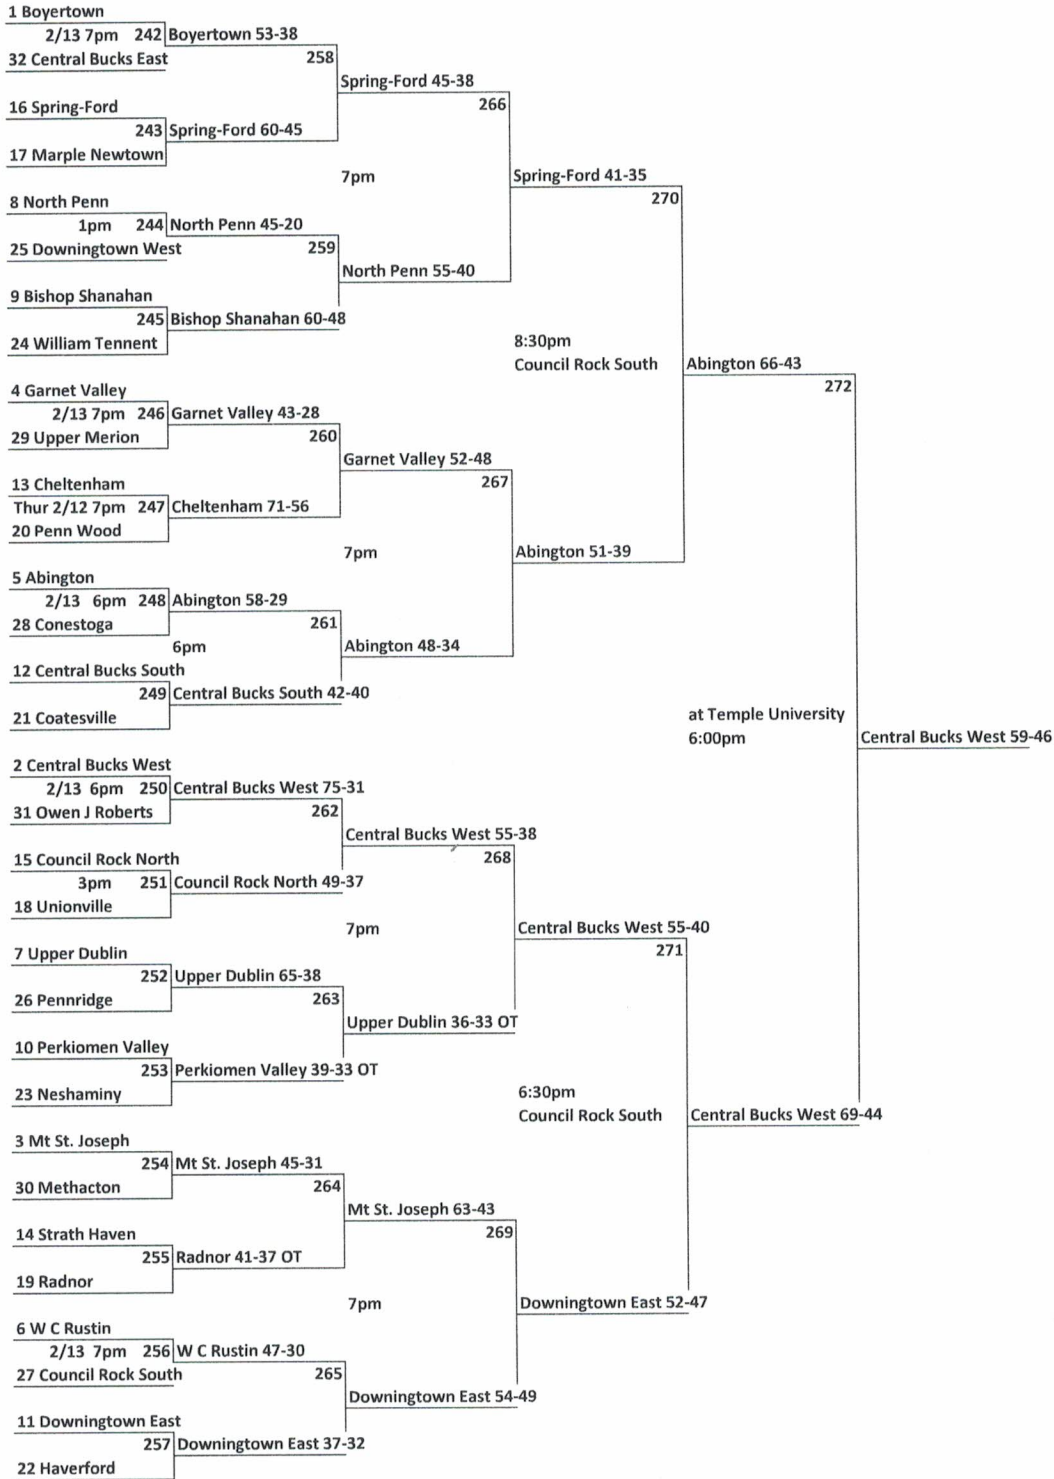 1 Boyertown
2/13 7pm 242 Boyertown 53-38
32 Central Bucks East
258
Spring-Ford 45-38
16 Spring-Ford
266
243 Spring-Ford 60-45
17 Marple Newtown
7pm
Spring-Ford 41-35
270
8 North Penn
1pm 244 North Penn 45-20
25 Downingtown West
259
North Penn 55-40
9 Bishop Shanahan
245 Bishop Shanahan 60-48
24 William Tennent
8:30pm
Council Rock South
Abington 66-43
272
4 Garnet Valley
2/13 7pm 246 Garnet Valley 43-28
29 Upper Merion
260
Garnet Valley 52-48
13 Cheltenham
267
Thur 2/12 7pm 247 Cheltenham 71-56
20 Penn Wood
7pm
Abington 51-39
5 Abington
2/13 6pm 248 Abington 58-29
28 Conestoga
261
6pm
Abington 48-34
12 Central Bucks South
249 Central Bucks South 42-40
21 Coatesville
at Temple University
6:00pm
Central Bucks West 59-46
2 Central Bucks West
2/13 6pm 250 Central Bucks West 75-31
31 Owen J Roberts
262
Central Bucks West 55-38
15 Council Rock North
268
3pm 251 Council Rock North 49-37
18 Unionville
7pm
Central Bucks West 55-40
271
7 Upper Dublin
252 Upper Dublin 65-38
26 Pennridge
263
Upper Dublin 36-33 OT
10 Perkiomen Valley
253 Perkiomen Valley 39-33 OT
23 Neshaminy
6:30pm
Council Rock South
Central Bucks West 69-44
3 Mt St. Joseph
254 Mt St. Joseph 45-31
30 Methacton
264
Mt St. Joseph 63-43
14 Strath Haven
269
255 Radnor 41-37 OT
19 Radnor
7pm
Downingtown East 52-47
6 W C Rustin
2/13 7pm 256 W C Rustin 47-30
27 Council Rock South
265
Downingtown East 54-49
11 Downingtown East
257 Downingtown East 37-32
22 Haverford